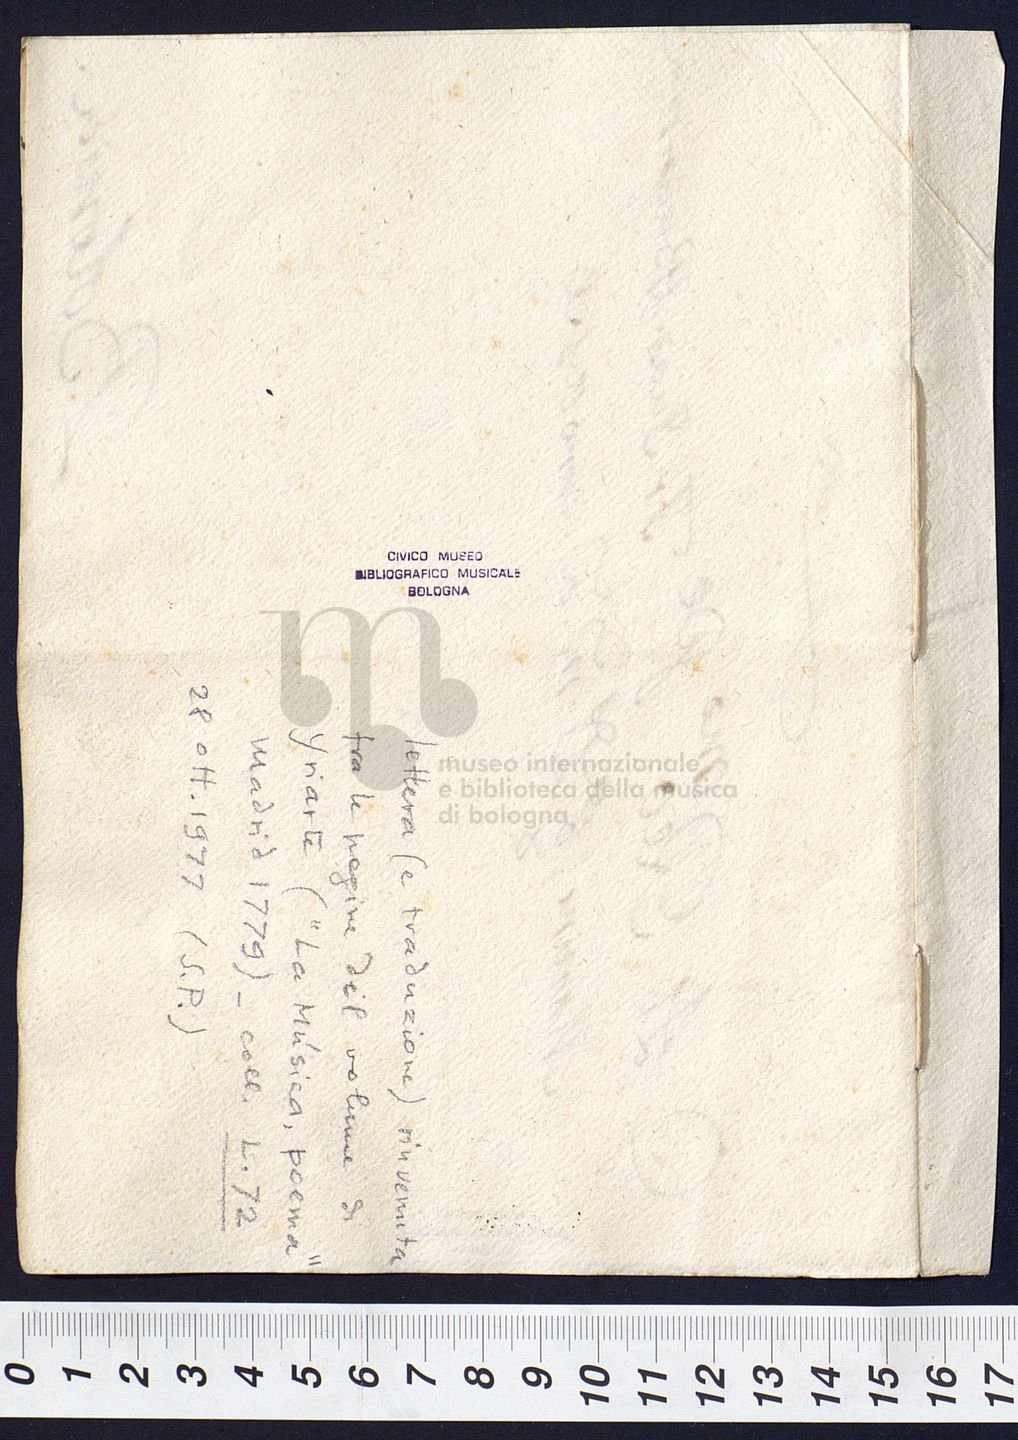 CIVICO MUSEO
BIBLIOGRAFICO MUSICALE
BOLOGNA
museo internazionale
e biblioteca della musica
di bologna
lettera (e traduzione) rinvenuta
tra le pagine del volume di
Yriarte ("La Música, poema"
Madrid 1779) - coll. L.72
28 ott. 1977 (S.P.)
0 1 2 3 4 5 6 7 8 9 10 11 12 13 14 15 16 17